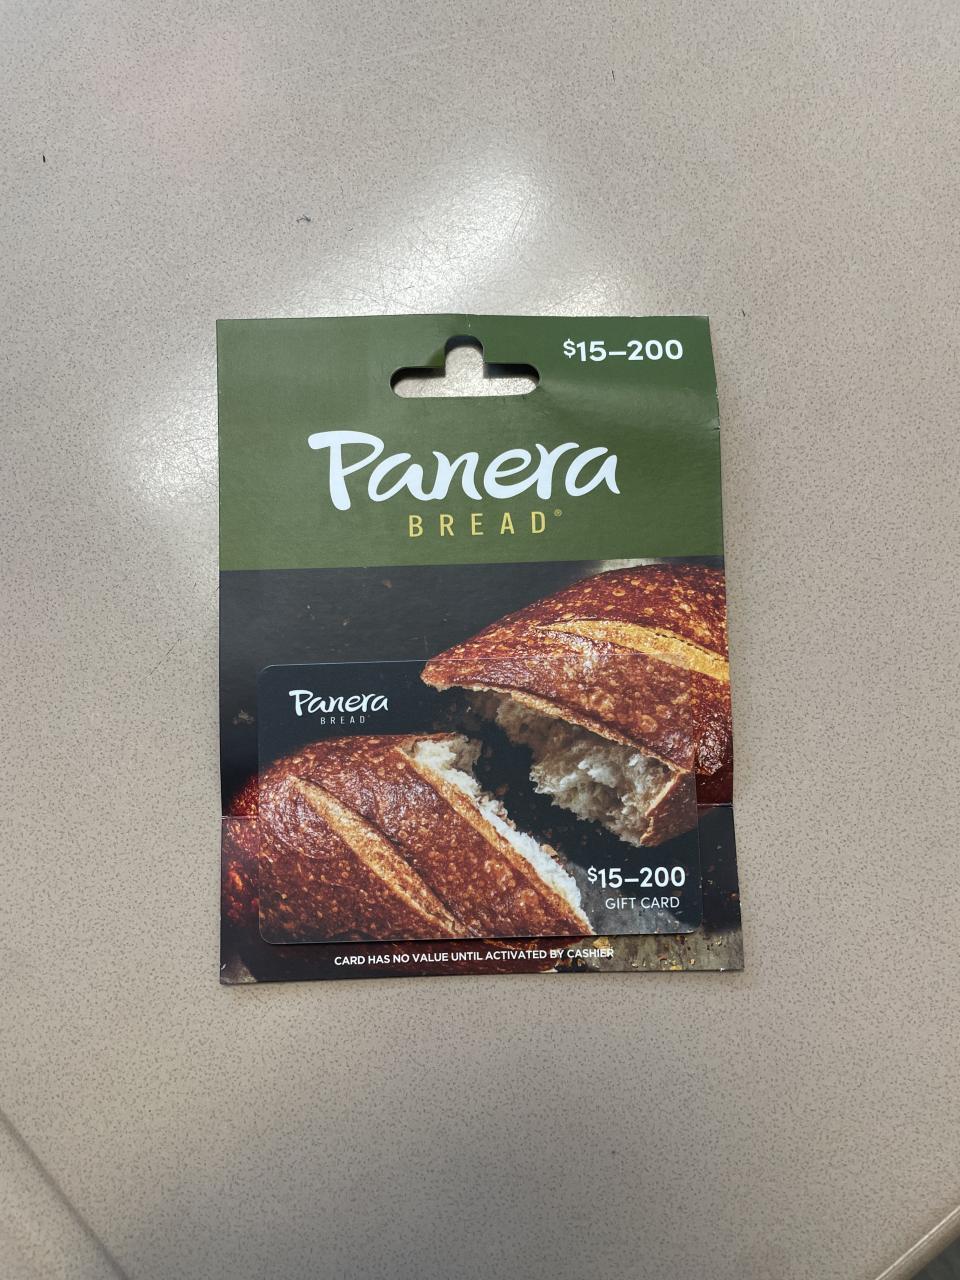 $15–200
Panera
BREAD®
Panera
BREAD
$15–200
GIFT CARD
CARD HAS NO VALUE UNTIL ACTIVATED BY CASHIER